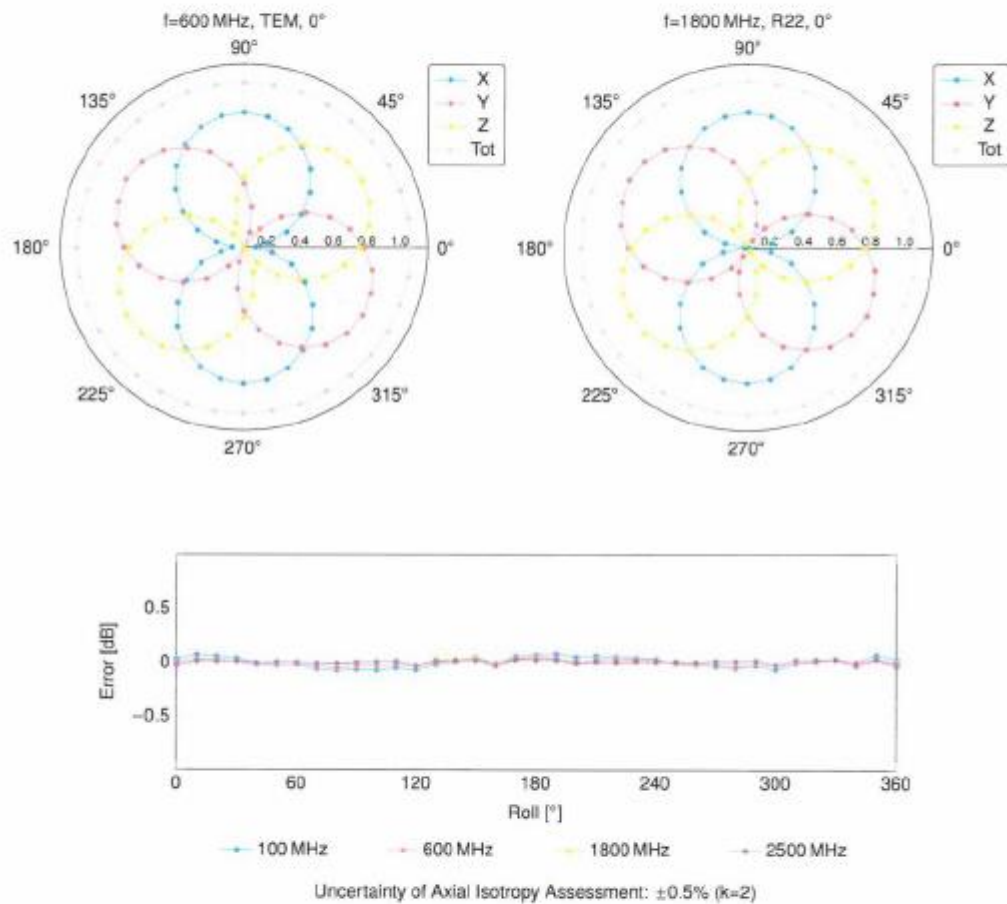 f=600 MHz, TEM, 0°
90°
135°
45°
180°
0.2 0.4 0.6 0.8 1.0
0°
225°
315°
270°
X
Y
Z
Tot
f=1800 MHz, R22, 0°
90°
135°
45°
180°
0.2 0.4 0.6 0.8 1.0
0°
225°
315°
270°
X
Y
Z
Tot
Error [dB]
0.5
0
−0.5
0 60 120 180 240 300 360
Roll [°]
100 MHz 600 MHz 1800 MHz 2500 MHz
Uncertainty of Axial Isotropy Assessment: ±0.5% (k=2)